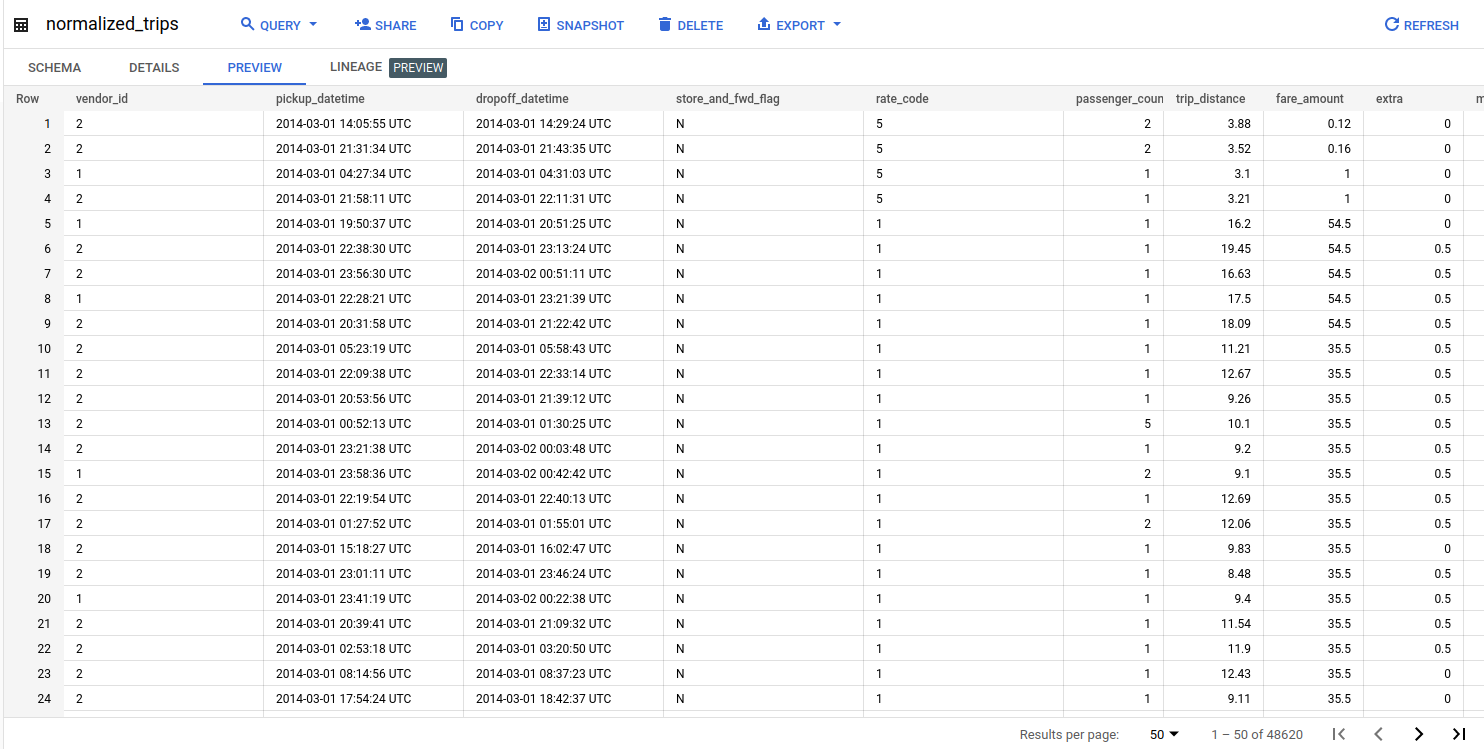 normalized_trips QUERY SHARE COPY SNAPSHOT DELETE EXPORT REFRESH
SCHEMA DETAILS PREVIEW LINEAGE PREVIEW
Row vendor_id pickup_datetime dropoff_datetime store_and_fwd_flag rate_code passenger_coun trip_distance fare_amount extra m
1 2 2014-03-01 14:05:55 UTC 2014-03-01 14:29:24 UTC N 5 2 3.88 0.12 0
2 2 2014-03-01 21:31:34 UTC 2014-03-01 21:43:35 UTC N 5 2 3.52 0.16 0
3 1 2014-03-01 04:27:34 UTC 2014-03-01 04:31:03 UTC N 5 1 3.1 1 0
4 2 2014-03-01 21:58:11 UTC 2014-03-01 22:11:31 UTC N 5 1 3.21 1 0
5 1 2014-03-01 19:50:37 UTC 2014-03-01 20:51:25 UTC N 1 1 16.2 54.5 0
6 2 2014-03-01 22:38:30 UTC 2014-03-01 23:13:24 UTC N 1 1 19.45 54.5 0.5
7 2 2014-03-01 23:56:30 UTC 2014-03-02 00:51:11 UTC N 1 1 16.63 54.5 0.5
8 1 2014-03-01 22:28:21 UTC 2014-03-01 23:21:39 UTC N 1 1 17.5 54.5 0.5
9 2 2014-03-01 20:31:58 UTC 2014-03-01 21:22:42 UTC N 1 1 18.09 54.5 0.5
10 2 2014-03-01 05:23:19 UTC 2014-03-01 05:58:43 UTC N 1 1 11.21 35.5 0.5
11 2 2014-03-01 22:09:38 UTC 2014-03-01 22:33:14 UTC N 1 1 12.67 35.5 0.5
12 2 2014-03-01 20:53:56 UTC 2014-03-01 21:39:12 UTC N 1 1 9.26 35.5 0.5
13 2 2014-03-01 00:52:13 UTC 2014-03-01 01:30:25 UTC N 1 5 10.1 35.5 0.5
14 2 2014-03-01 23:21:38 UTC 2014-03-02 00:03:48 UTC N 1 1 9.2 35.5 0.5
15 1 2014-03-01 23:58:36 UTC 2014-03-02 00:42:42 UTC N 1 2 9.1 35.5 0.5
16 2 2014-03-01 22:19:54 UTC 2014-03-01 22:40:13 UTC N 1 1 12.69 35.5 0.5
17 2 2014-03-01 01:27:52 UTC 2014-03-01 01:55:01 UTC N 1 2 12.06 35.5 0.5
18 2 2014-03-01 15:18:27 UTC 2014-03-01 16:02:47 UTC N 1 1 9.83 35.5 0
19 2 2014-03-01 23:01:11 UTC 2014-03-01 23:46:24 UTC N 1 1 8.48 35.5 0.5
20 1 2014-03-01 23:41:19 UTC 2014-03-02 00:22:38 UTC N 1 1 9.4 35.5 0.5
21 2 2014-03-01 20:39:41 UTC 2014-03-01 21:09:32 UTC N 1 1 11.54 35.5 0.5
22 2 2014-03-01 02:53:18 UTC 2014-03-01 03:20:50 UTC N 1 1 11.9 35.5 0.5
23 2 2014-03-01 08:14:56 UTC 2014-03-01 08:37:23 UTC N 1 1 12.43 35.5 0
24 2 2014-03-01 17:54:24 UTC 2014-03-01 18:42:37 UTC N 1 1 9.11 35.5 0
Results per page: 50 1 – 50 of 48620